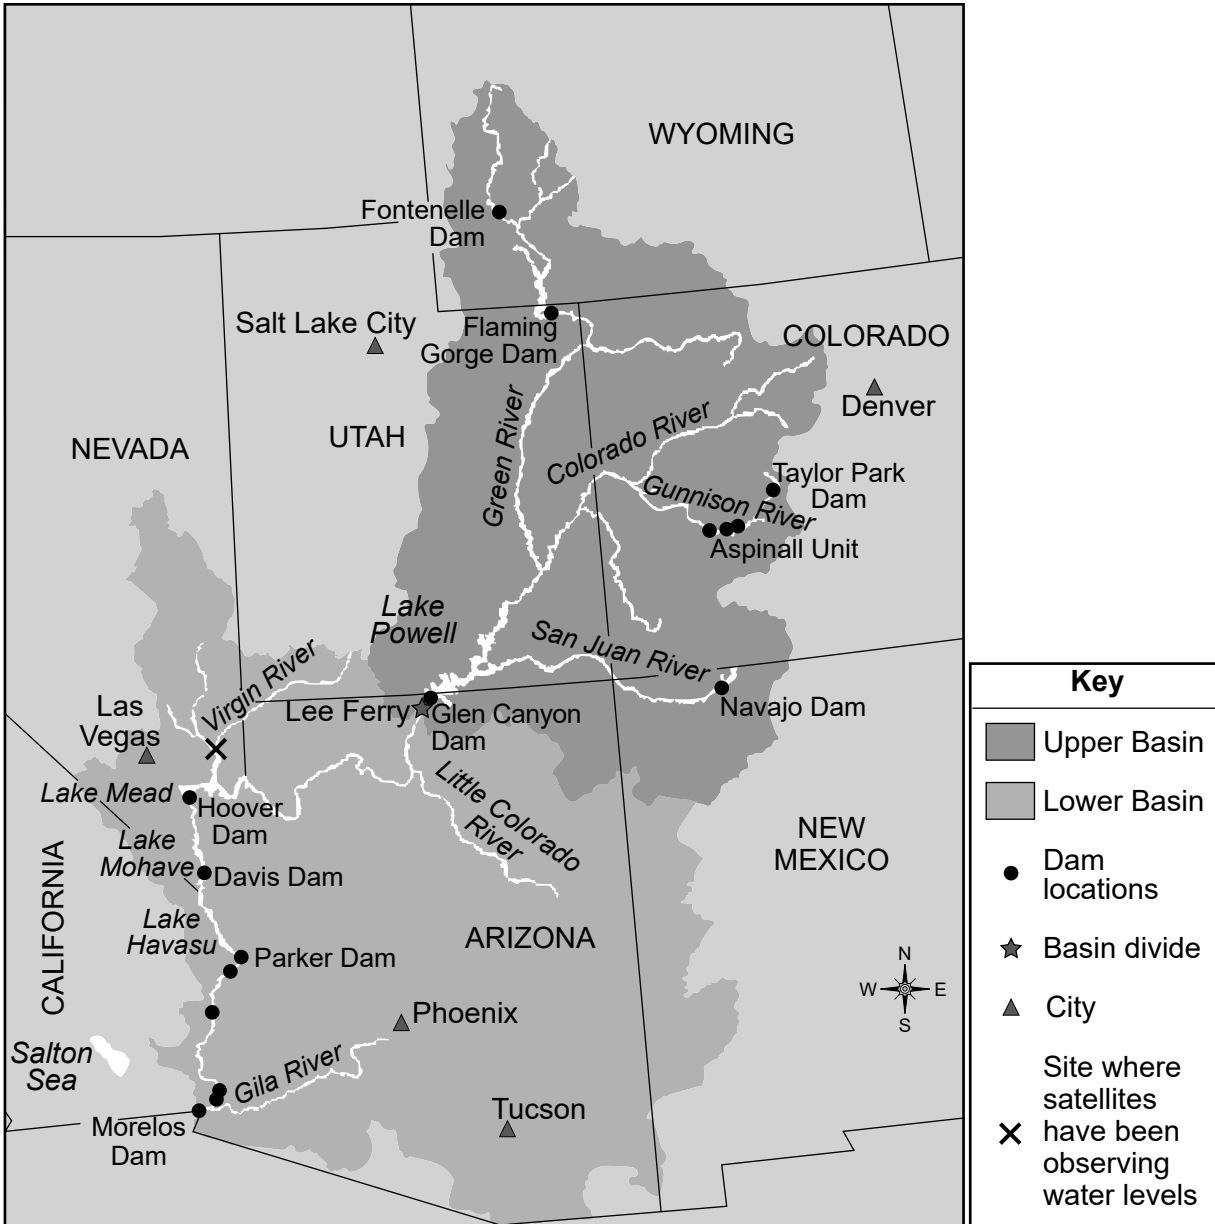 WYOMING
Fontenelle
Dam
Salt Lake City
Flaming
Gorge Dam
COLORADO
Denver
NEVADA
UTAH
Green River
Colorado River
Taylor Park
Dam
Gunnison River
Aspinall Unit
Lake
Powell
San Juan River
Virgin River
Las
Vegas
Lee Ferry
Glen Canyon
Dam
Navajo Dam
Lake Mead
Hoover
Dam
Little Colorado
River
Lake
Mohave
Davis Dam
NEW
MEXICO
CALIFORNIA
Lake
Havasu
Parker Dam
ARIZONA
Phoenix
Salton
Sea
Gila River
Morelos
Dam
Tucson
N
W
E
S
Key
Upper Basin
Lower Basin
Dam
locations
Basin divide
City
Site where
satellites
have been
observing
water levels